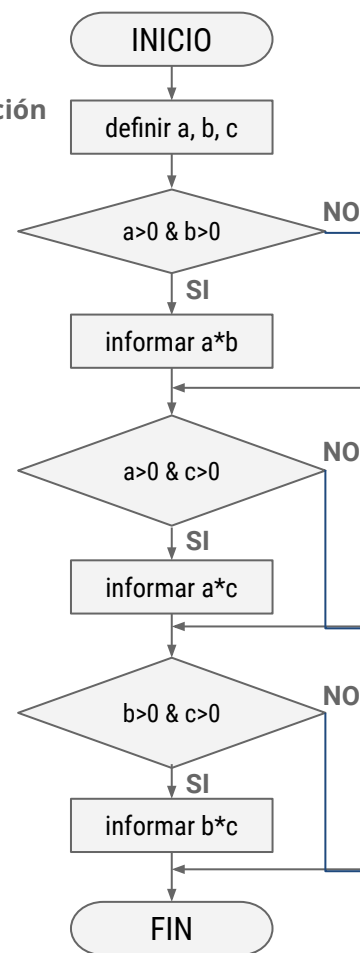 INICIO
ción
definir a, b, c
a>0 & b>0
NO
SI
informar a*b
a>0 & c>0
NO
SI
informar a*c
b>0 & c>0
NO
SI
informar b*c
FIN